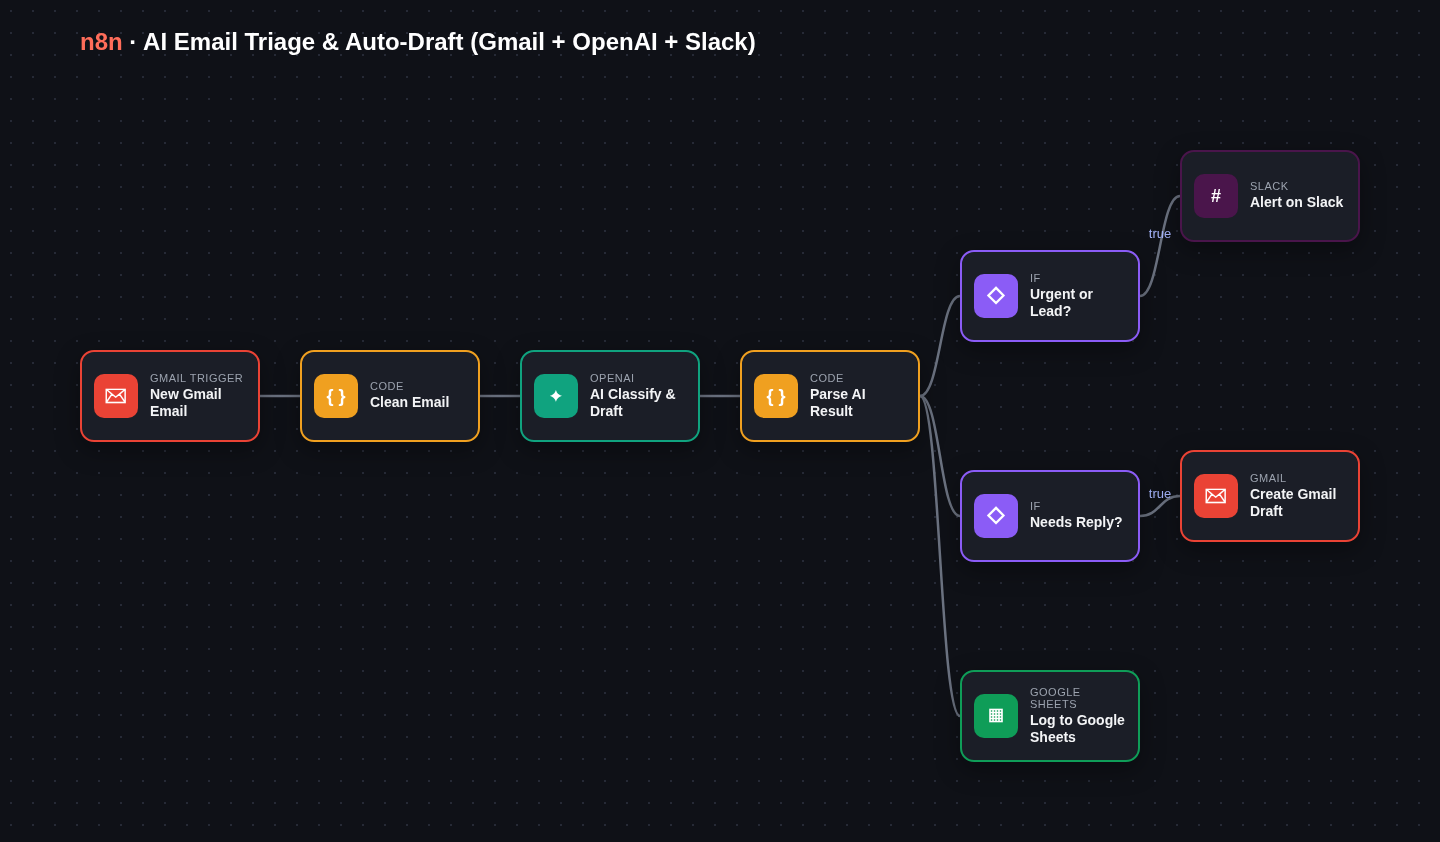 n8n · AI Email Triage & Auto-Draft (Gmail + OpenAI + Slack)
GMAIL TRIGGER
New Gmail
Email
CODE
Clean Email
OPENAI
AI Classify &
Draft
{ }
CODE
Parse AI
Result
{ }
IF
Urgent or
Lead?
true
#
SLACK
Alert on Slack
IF
Needs Reply?
true
GMAIL
Create Gmail
Draft
GOOGLE
SHEETS
Log to Google
Sheets